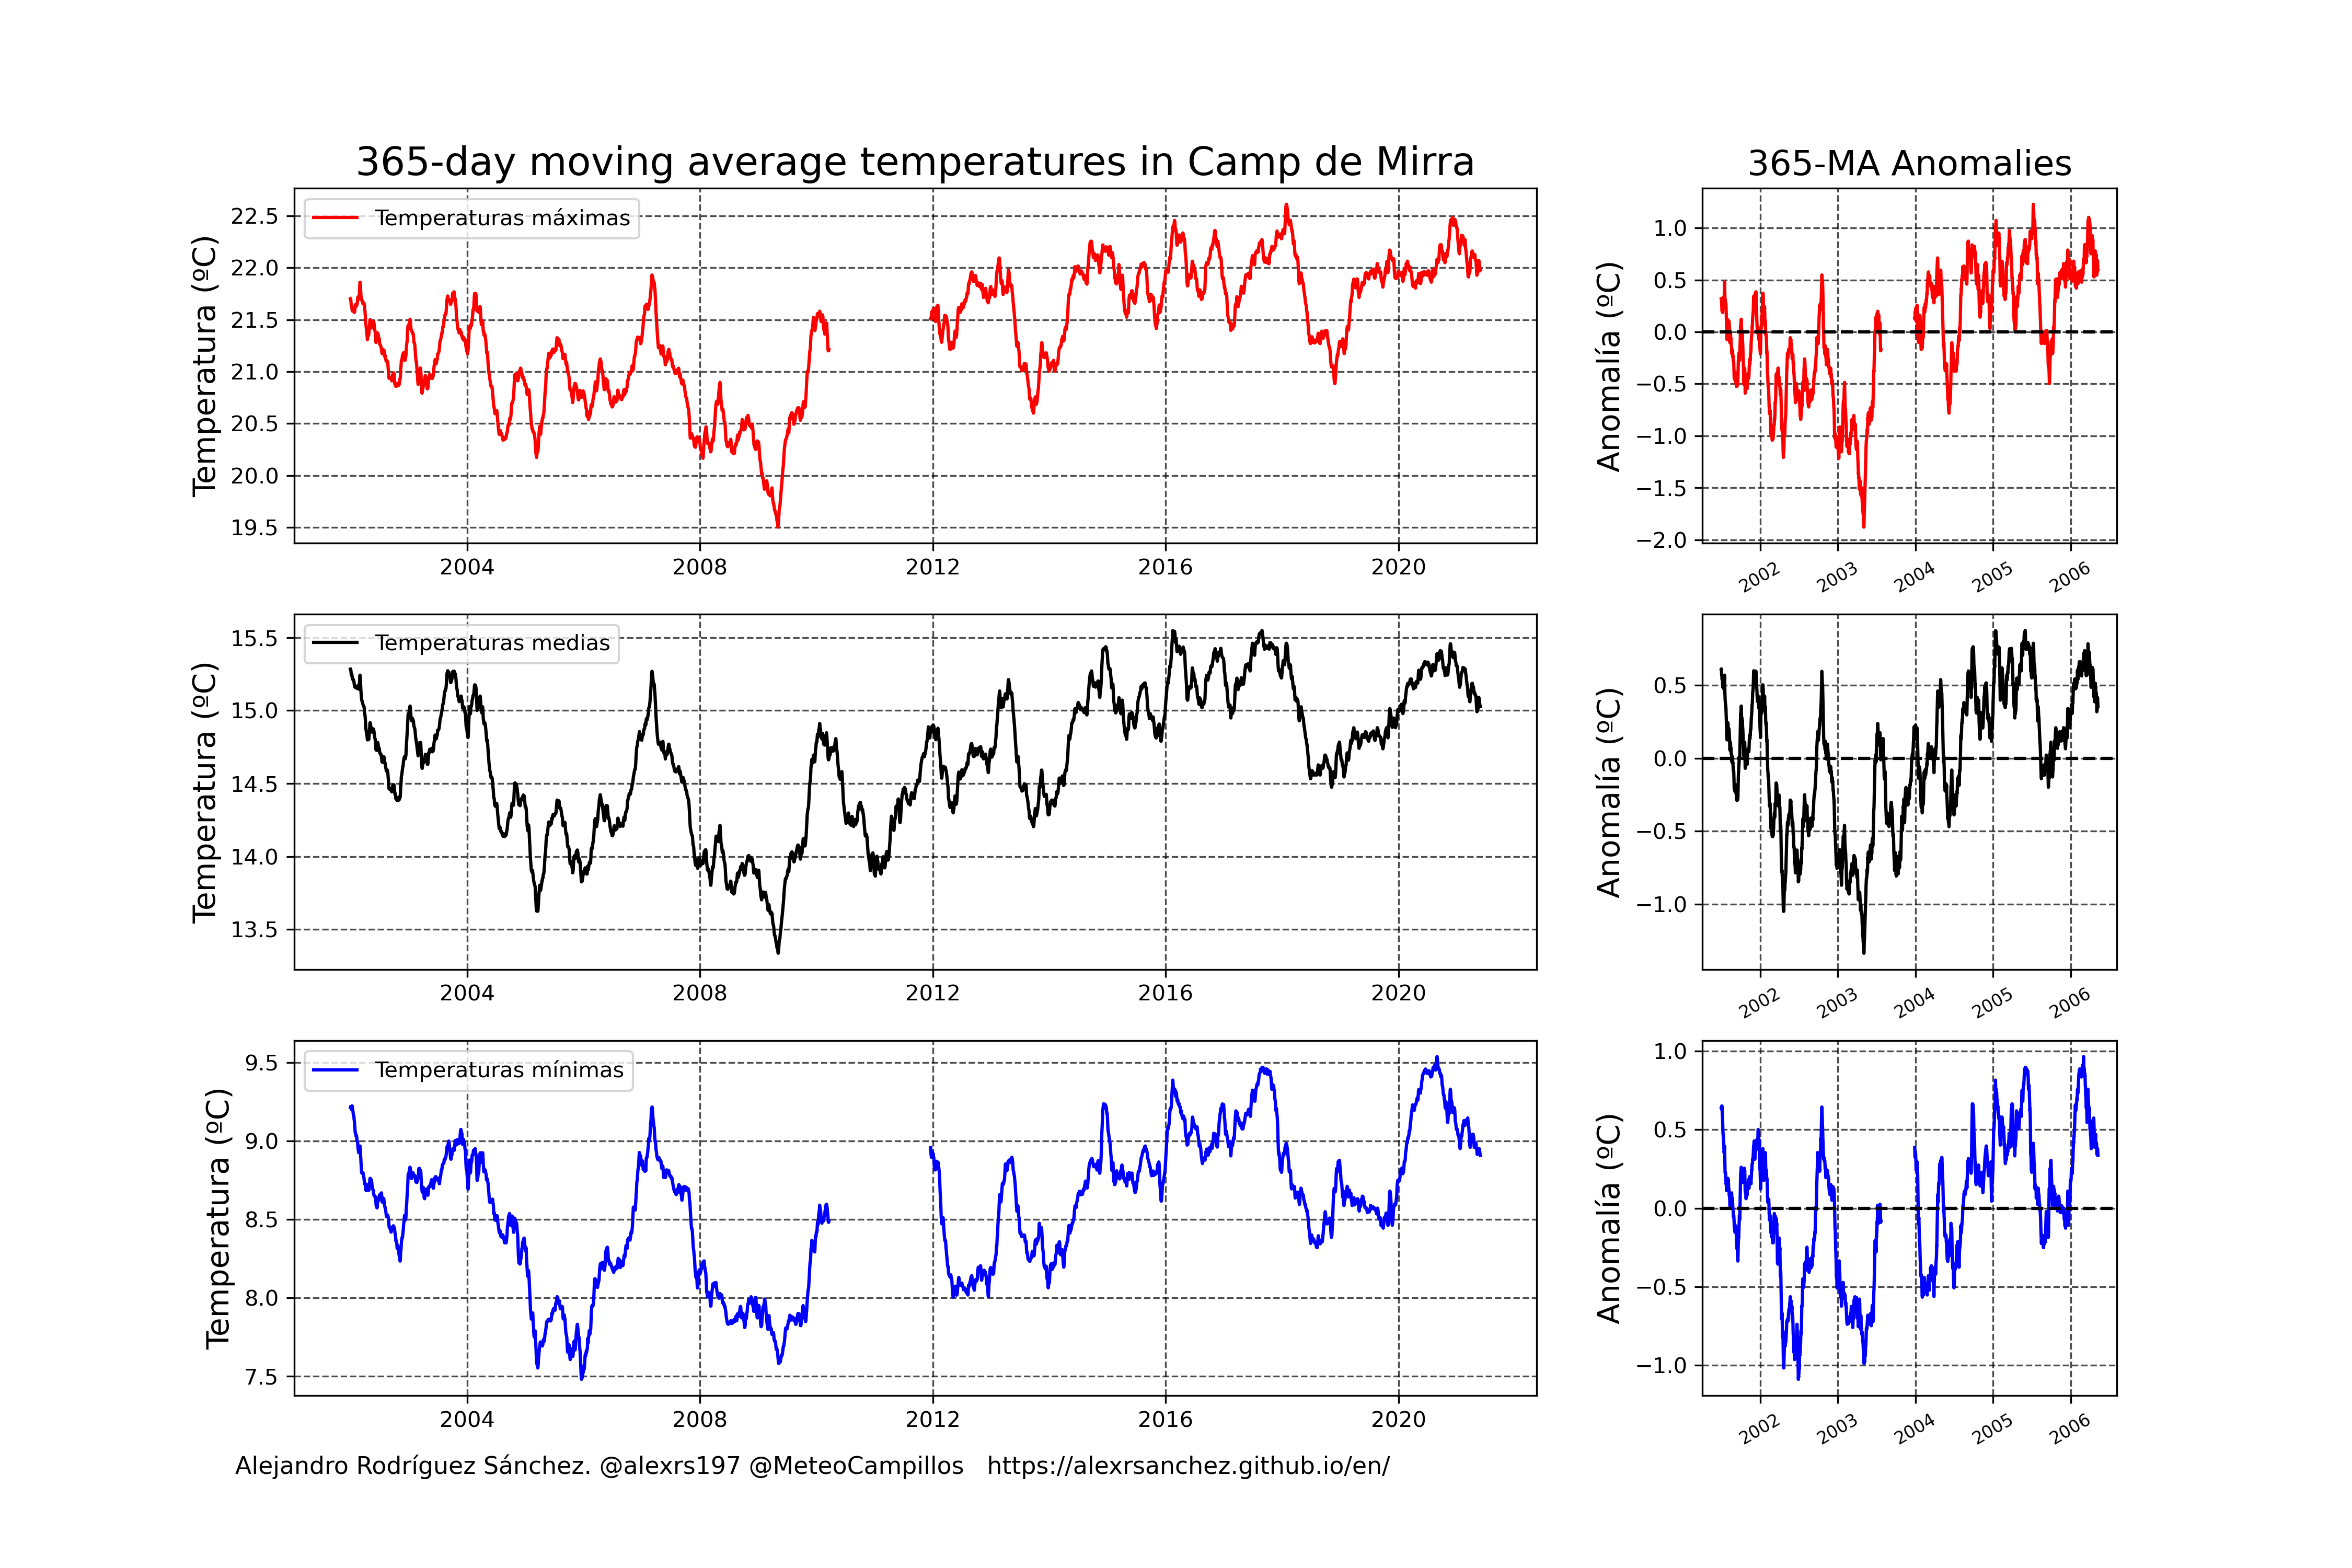 365-day moving average temperatures in Camp de Mirra
365-MA Anomalies
Temperaturas máximas
Temperatura (ºC)
22.5
22.0
21.5
21.0
20.5
20.0
19.5
2004 2008 2012 2016 2020
Anomalía (ºC)
1.0
0.5
0.0
−0.5
−1.0
−1.5
−2.0
2002 2003 2004 2005 2006
Temperaturas medias
Temperatura (ºC)
15.5
15.0
14.5
14.0
13.5
2004 2008 2012 2016 2020
Anomalía (ºC)
0.5
0.0
−0.5
−1.0
2002 2003 2004 2005 2006
Temperaturas mínimas
Temperatura (ºC)
9.5
9.0
8.5
8.0
7.5
2004 2008 2012 2016 2020
Anomalía (ºC)
1.0
0.5
0.0
−0.5
−1.0
2002 2003 2004 2005 2006
Alejandro Rodríguez Sánchez. @alexrs197 @MeteoCampillos https://alexrsanchez.github.io/en/